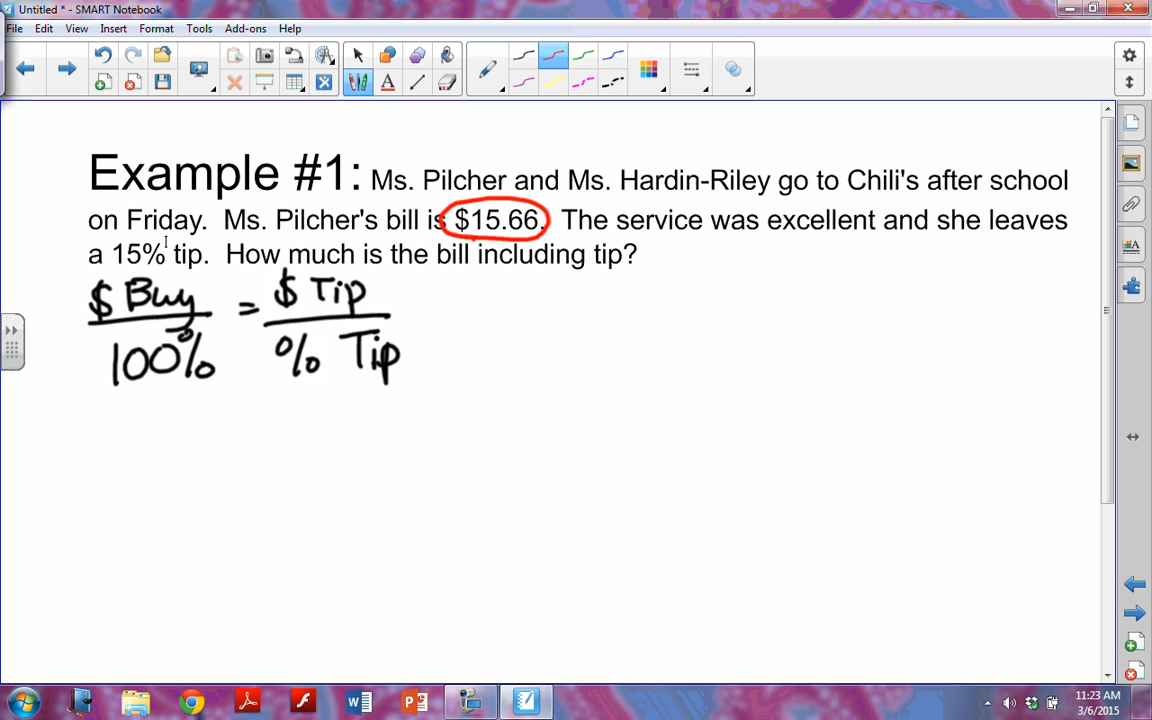 Untitled * - SMART Notebook
File Edit View Insert Format Tools Add-ons Help
Example #1: Ms. Pilcher and Ms. Hardin-Riley go to Chili's after school
on Friday. Ms. Pilcher's bill is $15.66. The service was excellent and she leaves
a 15% tip. How much is the bill including tip?
$ Buy = $ Tip
100% % Tip
11:23 AM
3/6/2015